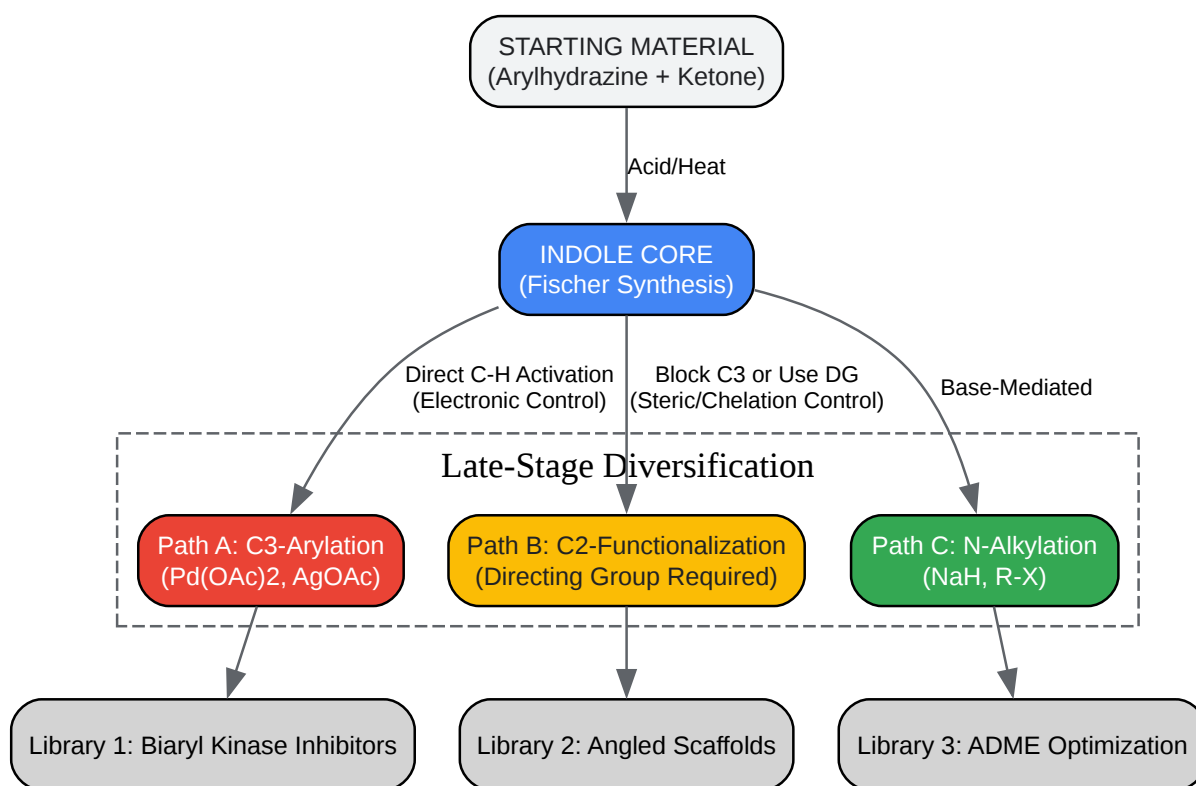 STARTING MATERIAL
(Arylhydrazine + Ketone)
Acid/Heat
INDOLE CORE
(Fischer Synthesis)
Direct C-H Activation
(Electronic Control)
Block C3 or Use DG
(Steric/Chelation Control)
Base-Mediated
Late-Stage Diversification
Path A: C3-Arylation
(Pd(OAc)2, AgOAc)
Path B: C2-Functionalization
(Directing Group Required)
Path C: N-Alkylation
(NaH, R-X)
Library 1: Biaryl Kinase Inhibitors
Library 2: Angled Scaffolds
Library 3: ADME Optimization